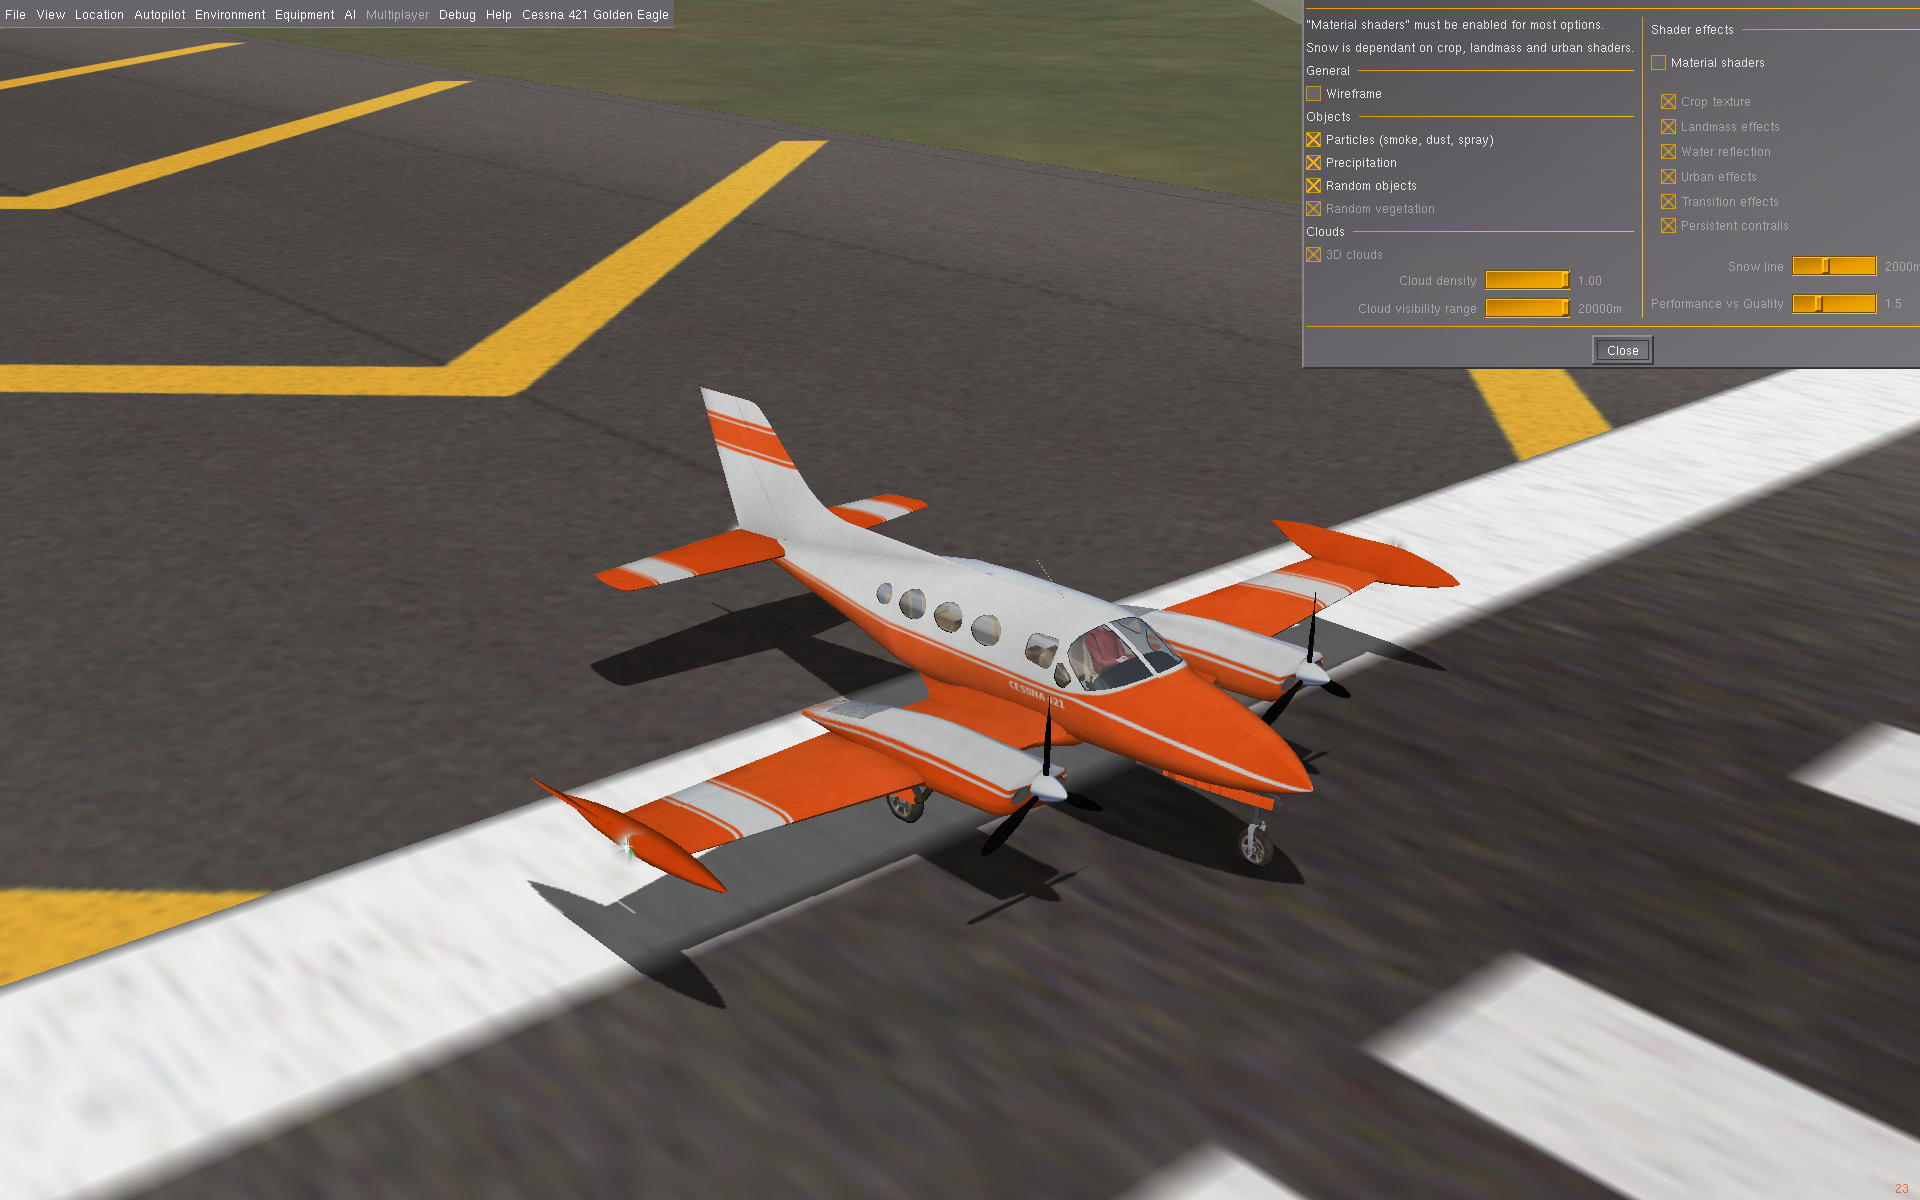 File View Location Autopilot Environment Equipment AI Multiplayer Debug Help Cessna 421 Golden Eagle
"Material shaders" must be enabled for most options.
Snow is dependant on crop, landmass and urban shaders.
General
Wireframe
Objects
Particles (smoke, dust, spray)
Precipitation
Random objects
Random vegetation
Clouds
3D clouds
Cloud density 1.00
Cloud visibility range 20000m
Shader effects
Material shaders
Crop texture
Landmass effects
Water reflection
Urban effects
Transition effects
Persistent contrails
Snow line 2000m
Performance vs Quality 1.5
Close
CESSNA 421
23